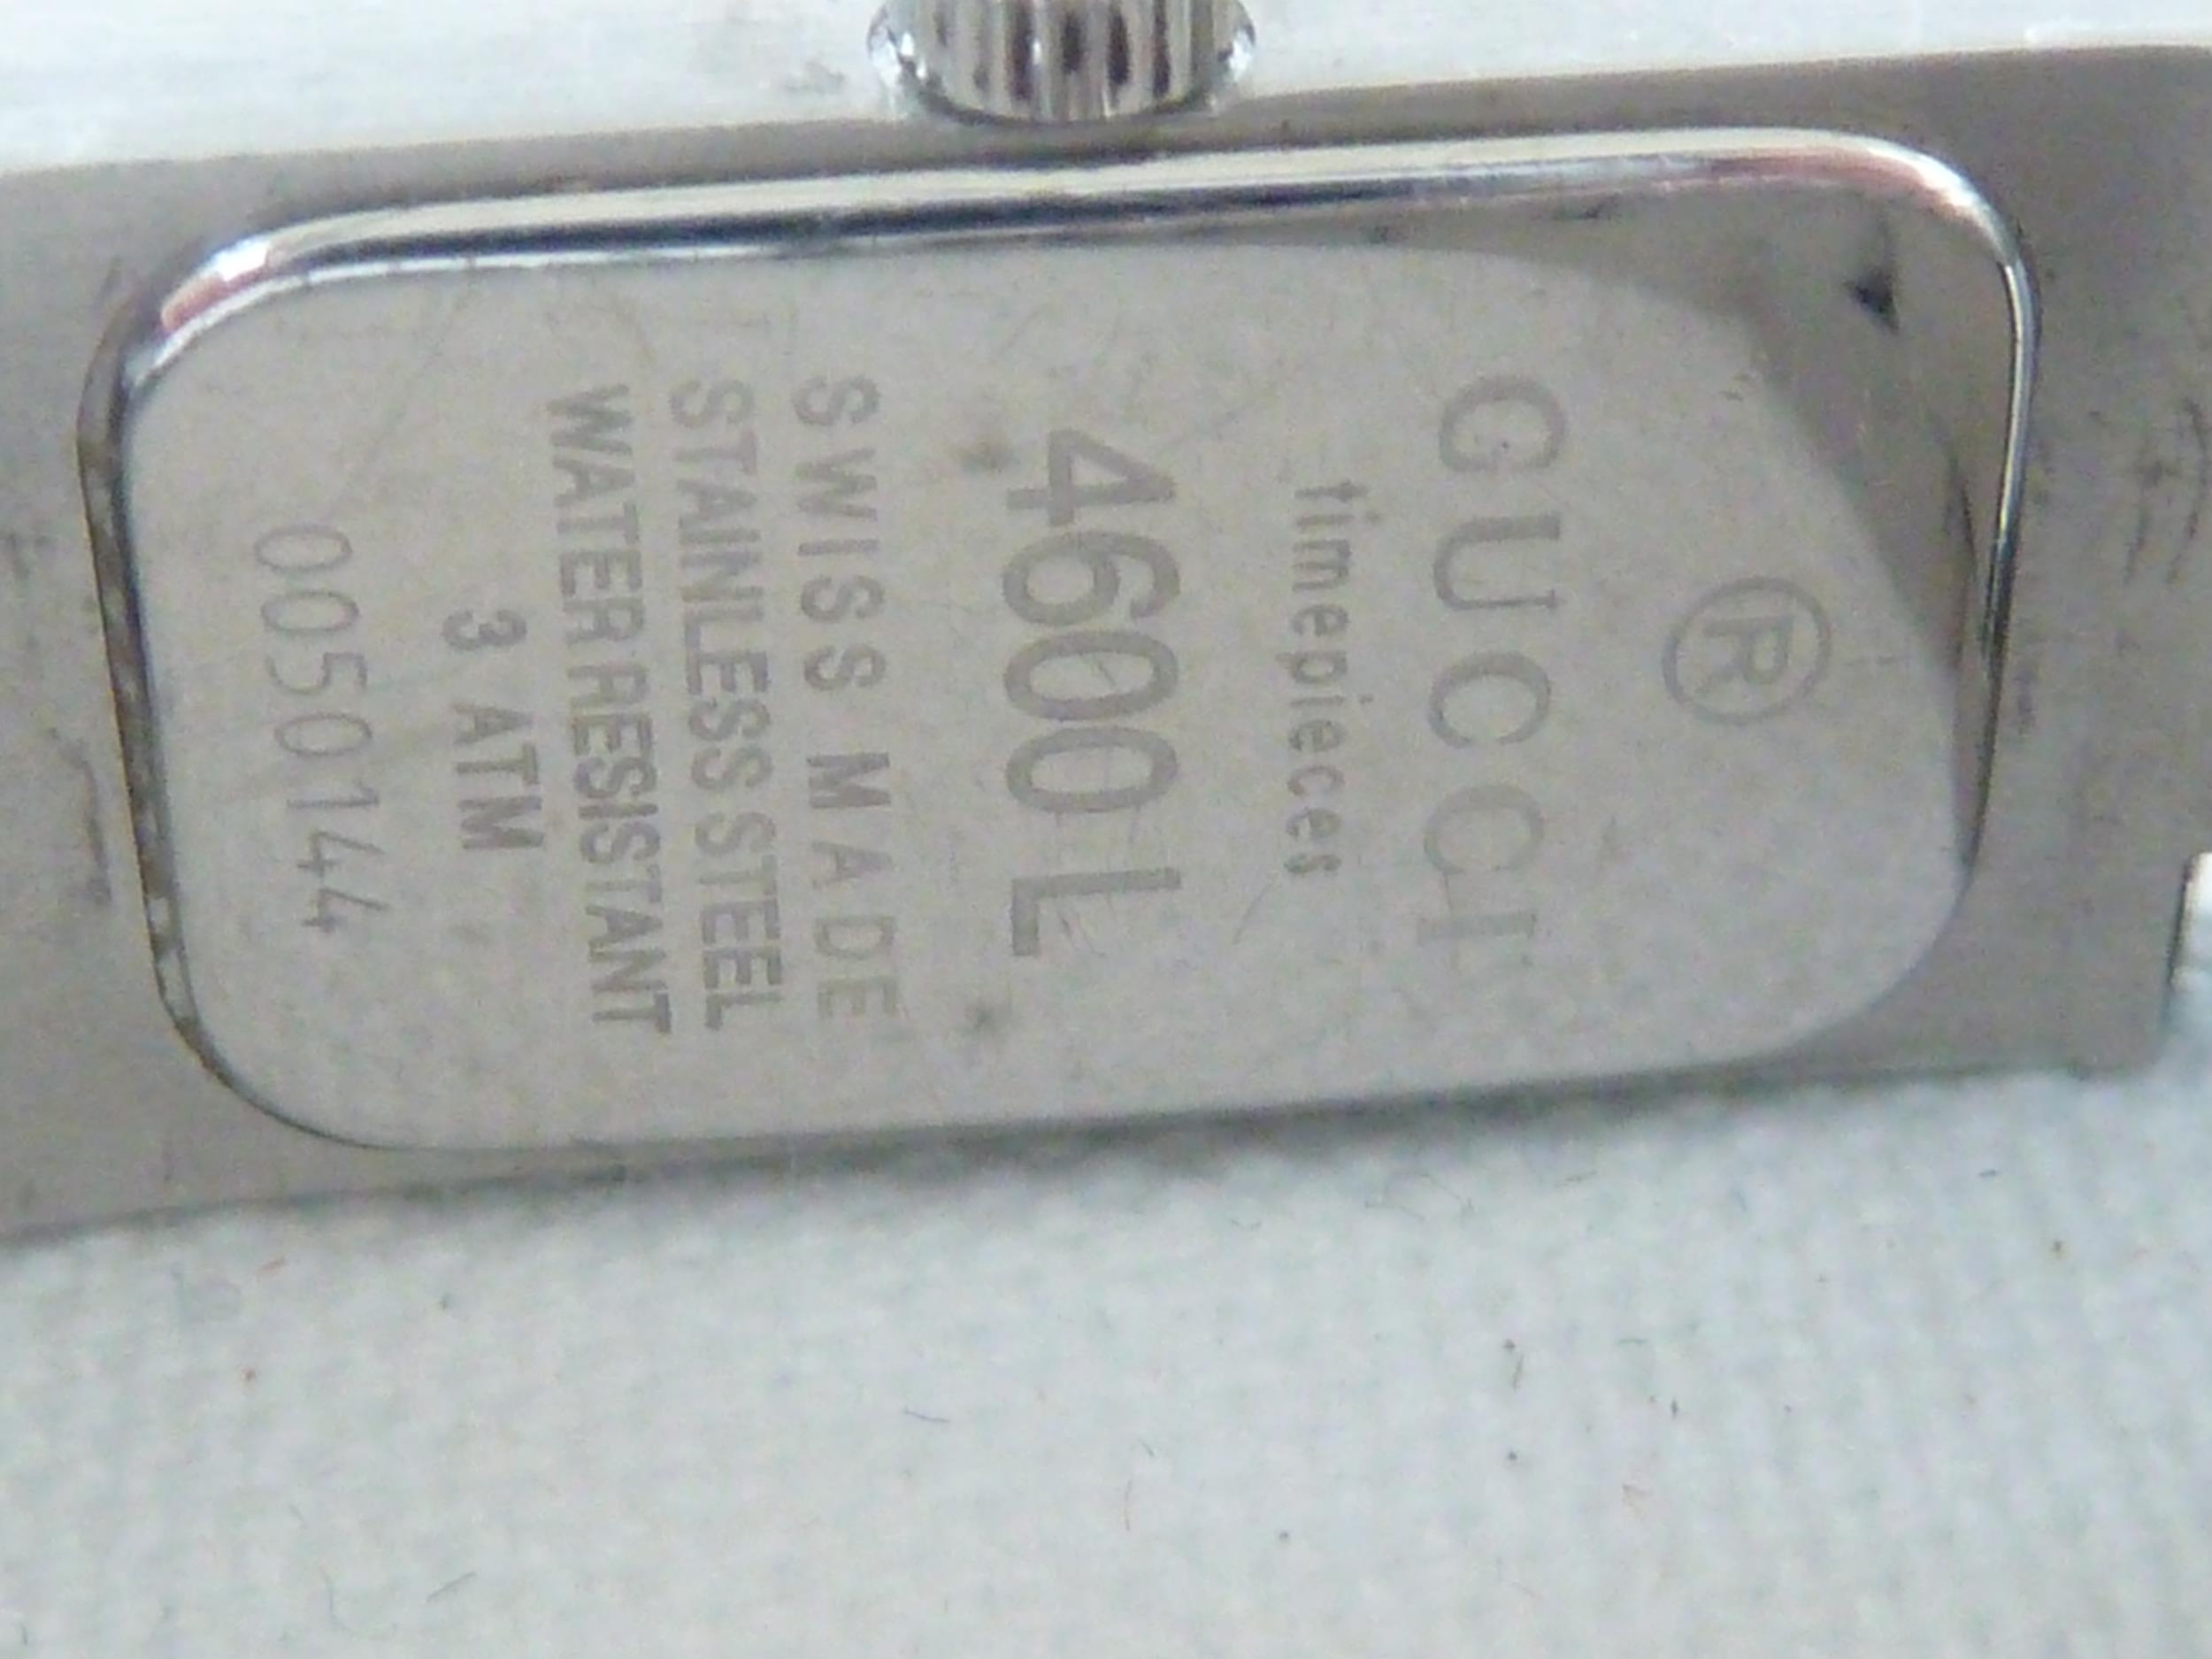 ®
GUCCI
timepieces
4600 L
SWISS MADE
STAINLESS STEEL
WATER RESISTANT
3 ATM
0050144